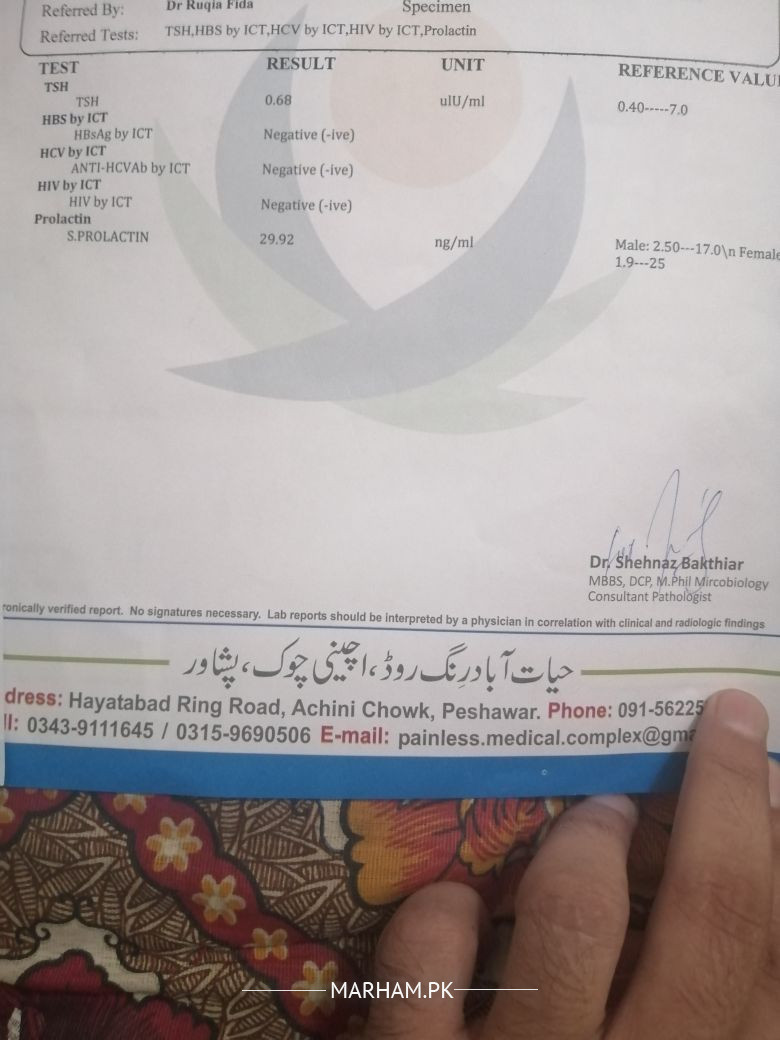 Referred By: Dr Ruqia Fida Specimen
Referred Tests: TSH,HBS by ICT,HCV by ICT,HIV by ICT,Prolactin
TEST RESULT UNIT REFERENCE VALU
TSH
TSH 0.68 uIU/ml 0.40-----7.0
HBS by ICT
HBsAg by ICT Negative (-ive)
HCV by ICT
ANTI-HCVAb by ICT Negative (-ive)
HIV by ICT
HIV by ICT Negative (-ive)
Prolactin
S.PROLACTIN 29.92 ng/ml Male: 2.50---17.0\n Female
1.9---25
Dr. Shehnaz Bakthiar
MBBS, DCP, M.Phil Mircobiology
Consultant Pathologist
ronically verified report. No signatures necessary. Lab reports should be interpreted by a physician in correlation with clinical and radiologic findings
حیات آباد رِنگ روڈ، اچینی چوک، پشاور
dress: Hayatabad Ring Road, Achini Chowk, Peshawar. Phone: 091-56225
ll: 0343-9111645 / 0315-9690506 E-mail: painless.medical.complex@gma
MARHAM.PK